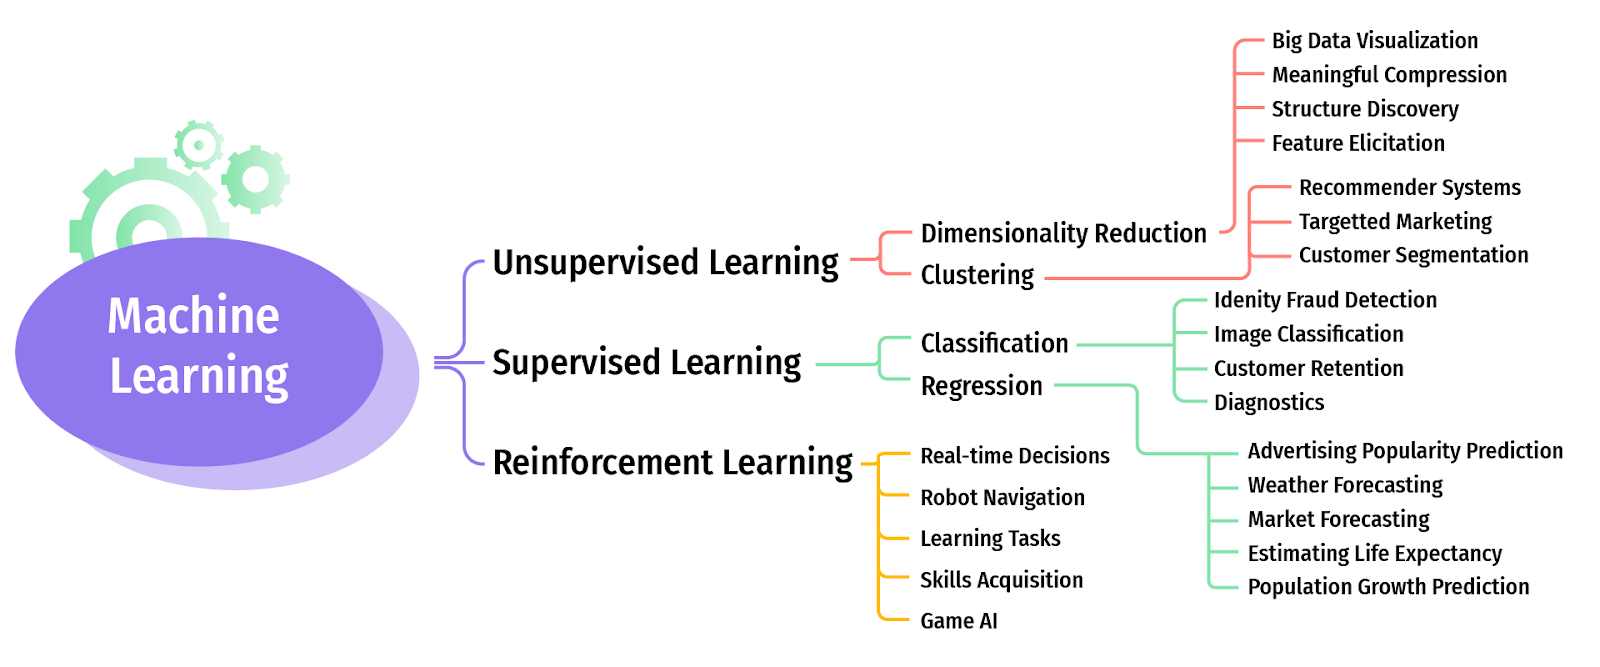 Machine
Learning
Unsupervised Learning
Dimensionality Reduction
Big Data Visualization
Meaningful Compression
Structure Discovery
Feature Elicitation
Clustering
Recommender Systems
Targetted Marketing
Customer Segmentation
Supervised Learning
Classification
Idenity Fraud Detection
Image Classification
Customer Retention
Diagnostics
Regression
Advertising Popularity Prediction
Weather Forecasting
Market Forecasting
Estimating Life Expectancy
Population Growth Prediction
Reinforcement Learning
Real-time Decisions
Robot Navigation
Learning Tasks
Skills Acquisition
Game AI